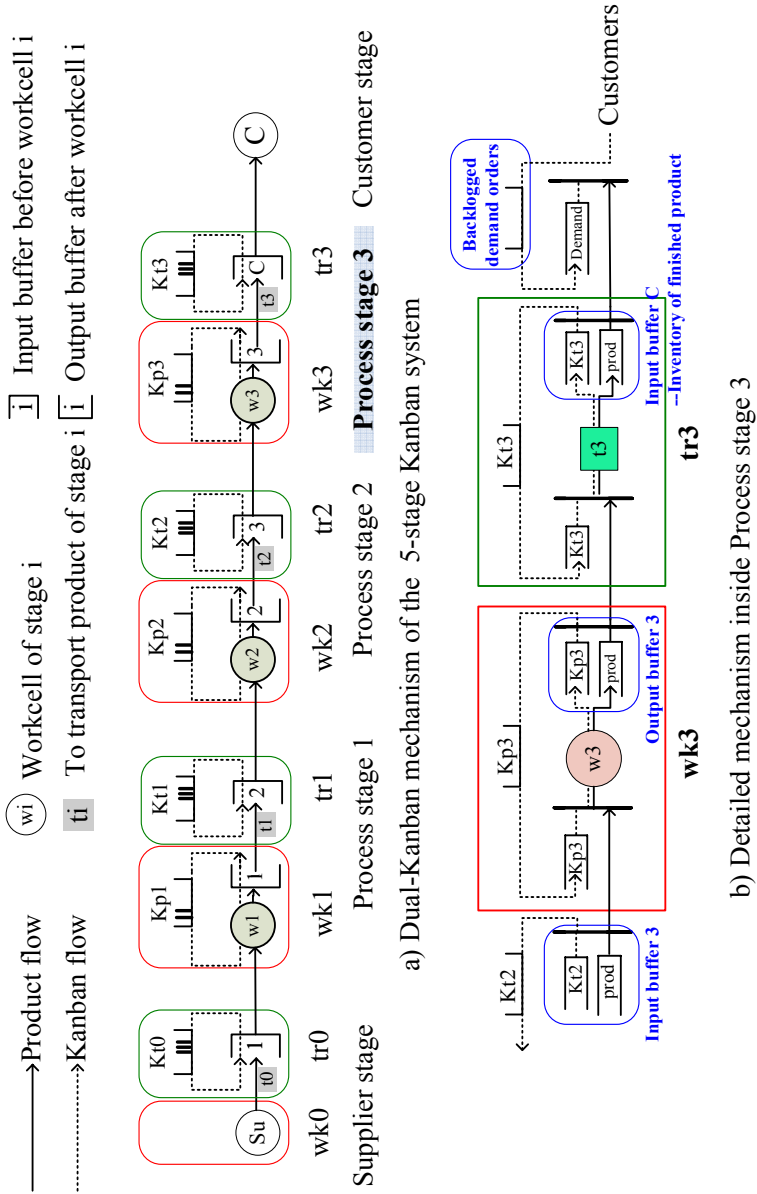 Product flow
Kanban flow
wi Workcell of stage i
ti To transport product of stage i
i Input buffer before workcell i
i Output buffer after workcell i
Kt0 Kp1 Kt1 Kp2 Kt2 Kp3 Kt3
Su t0 1 w1 1 t1 2 w2 2 t2 3 w3 3 t3 C C
wk0 tr0 wk1 tr1 wk2 tr2 wk3 tr3
Supplier stage Process stage 1 Process stage 2 Process stage 3 Customer stage
a) Dual-Kanban mechanism of the 5-stage Kanban system
Kt2 Kp3 Kt3
Backlogged
demand orders
Kt2 Kp3 Kp3 Kt3 Kt3 Demand
Customers
prod w3 prod t3 prod
Input buffer 3
Output buffer 3
Input buffer C
--Inventory of finished product
wk3 tr3
b) Detailed mechanism inside Process stage 3